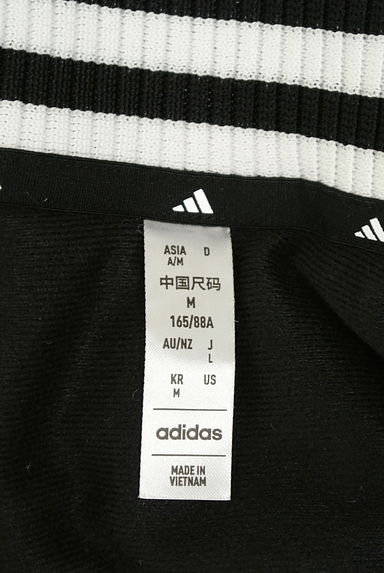 ASIA D
A/M
中国尺码
M
165/88A
AU/NZ J
L
KR US
M
adidas
MADE IN
VIETNAM